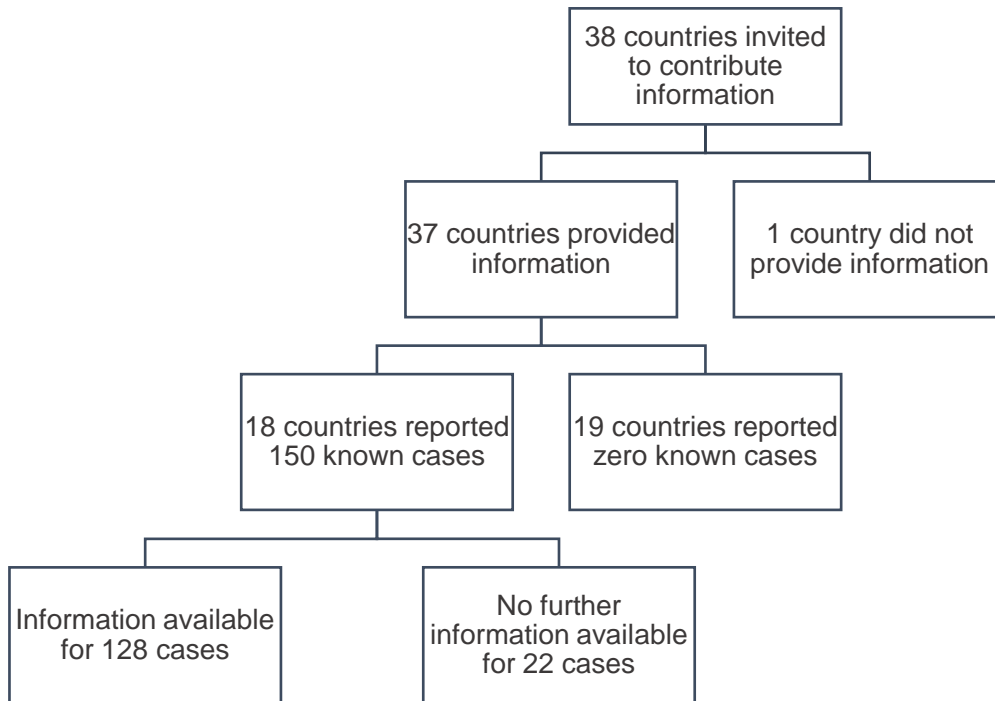 38 countries invited
to contribute
information
37 countries provided
information
1 country did not
provide information
18 countries reported
150 known cases
19 countries reported
zero known cases
Information available
for 128 cases
No further
information available
for 22 cases